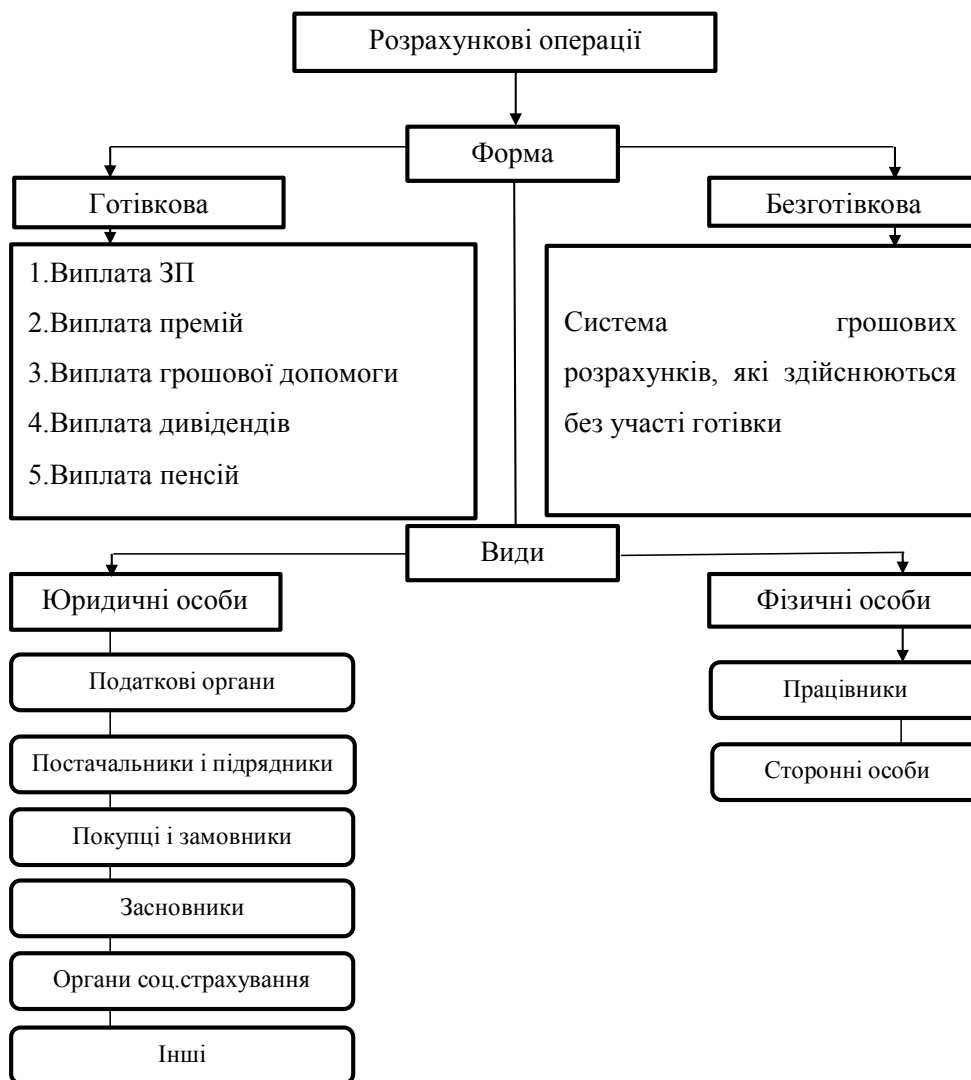 Розрахункові операції
Форма
Готівкова
Безготівкова
1.Виплата ЗП
2.Виплата премій
3.Виплата грошової допомоги
4.Виплата дивідендів
5.Виплата пенсій
Система грошових
розрахунків, які здійснюються
без участі готівки
Види
Юридичні особи
Фізичні особи
Податкові органи
Постачальники і підрядники
Покупці і замовники
Засновники
Органи соц.страхування
Інші
Працівники
Сторонні особи